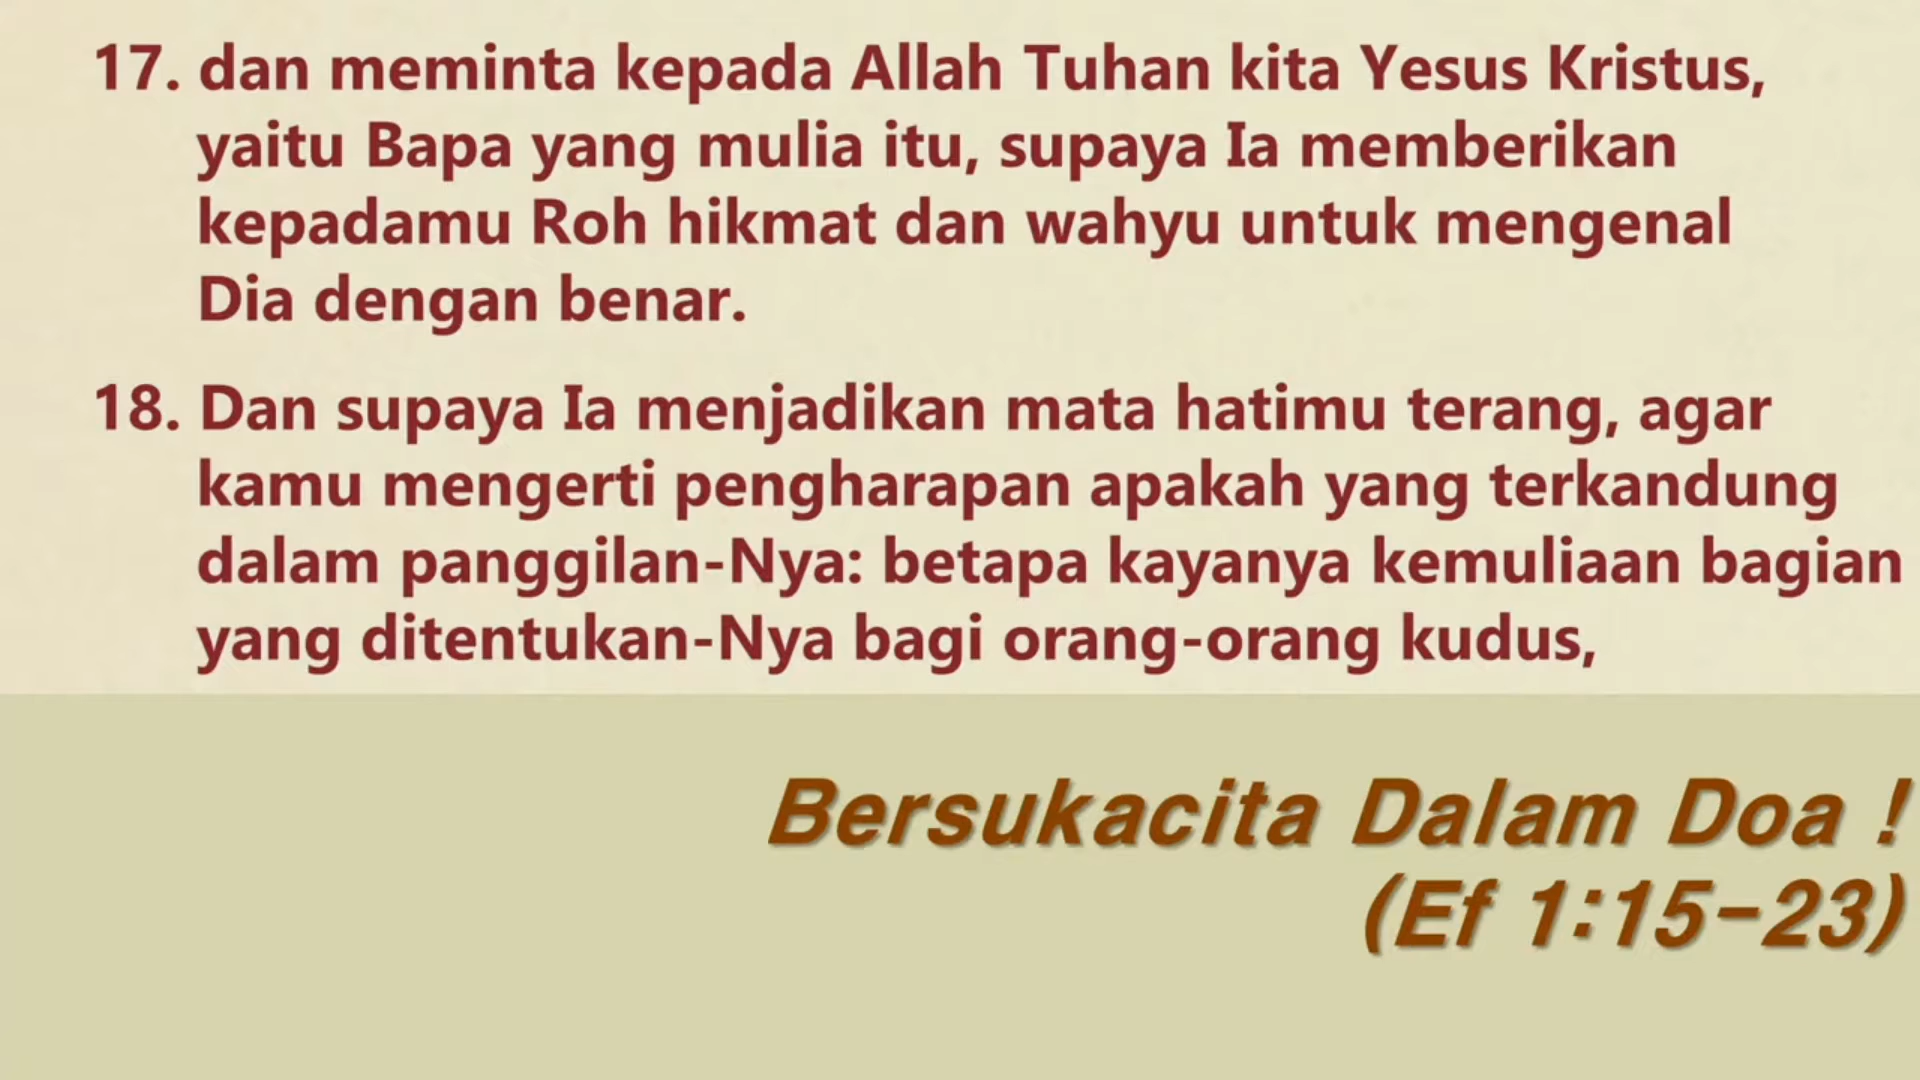 17. dan meminta kepada Allah Tuhan kita Yesus Kristus,
yaitu Bapa yang mulia itu, supaya Ia memberikan
kepadamu Roh hikmat dan wahyu untuk mengenal
Dia dengan benar.
18. Dan supaya Ia menjadikan mata hatimu terang, agar
kamu mengerti pengharapan apakah yang terkandung
dalam panggilan-Nya: betapa kayanya kemuliaan bagian
yang ditentukan-Nya bagi orang-orang kudus,
Bersukacita Dalam Doa !
(Ef 1:15-23)